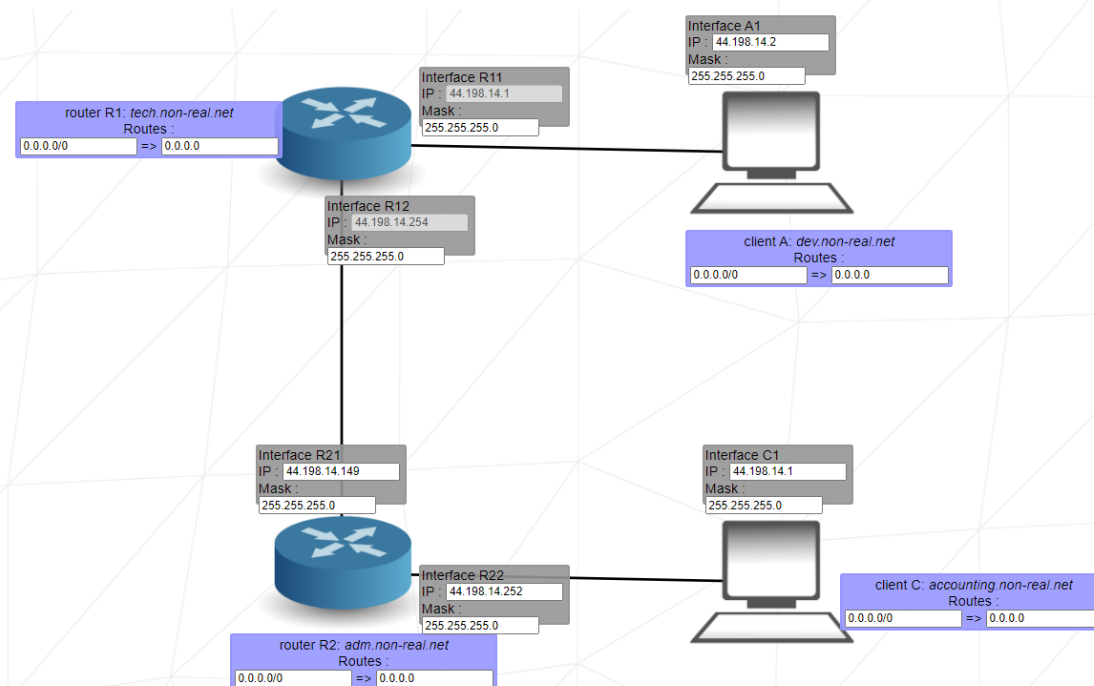 Interface A1
IP : 44.198.14.2
Mask :
255.255.255.0
Interface R11
IP : 44.198.14.1
Mask :
255.255.255.0
router R1: tech.non-real.net
Routes :
0.0.0.0/0 => 0.0.0.0
Interface R12
IP : 44.198.14.254
Mask :
255.255.255.0
client A: dev.non-real.net
Routes :
0.0.0.0/0 => 0.0.0.0
Interface R21
IP : 44.198.14.149
Mask :
255.255.255.0
Interface C1
IP : 44.198.14.1
Mask :
255.255.255.0
Interface R22
IP : 44.198.14.252
Mask :
255.255.255.0
client C: accounting.non-real.net
Routes :
0.0.0.0/0 => 0.0.0.0
router R2: adm.non-real.net
Routes :
0.0.0.0/0 => 0.0.0.0